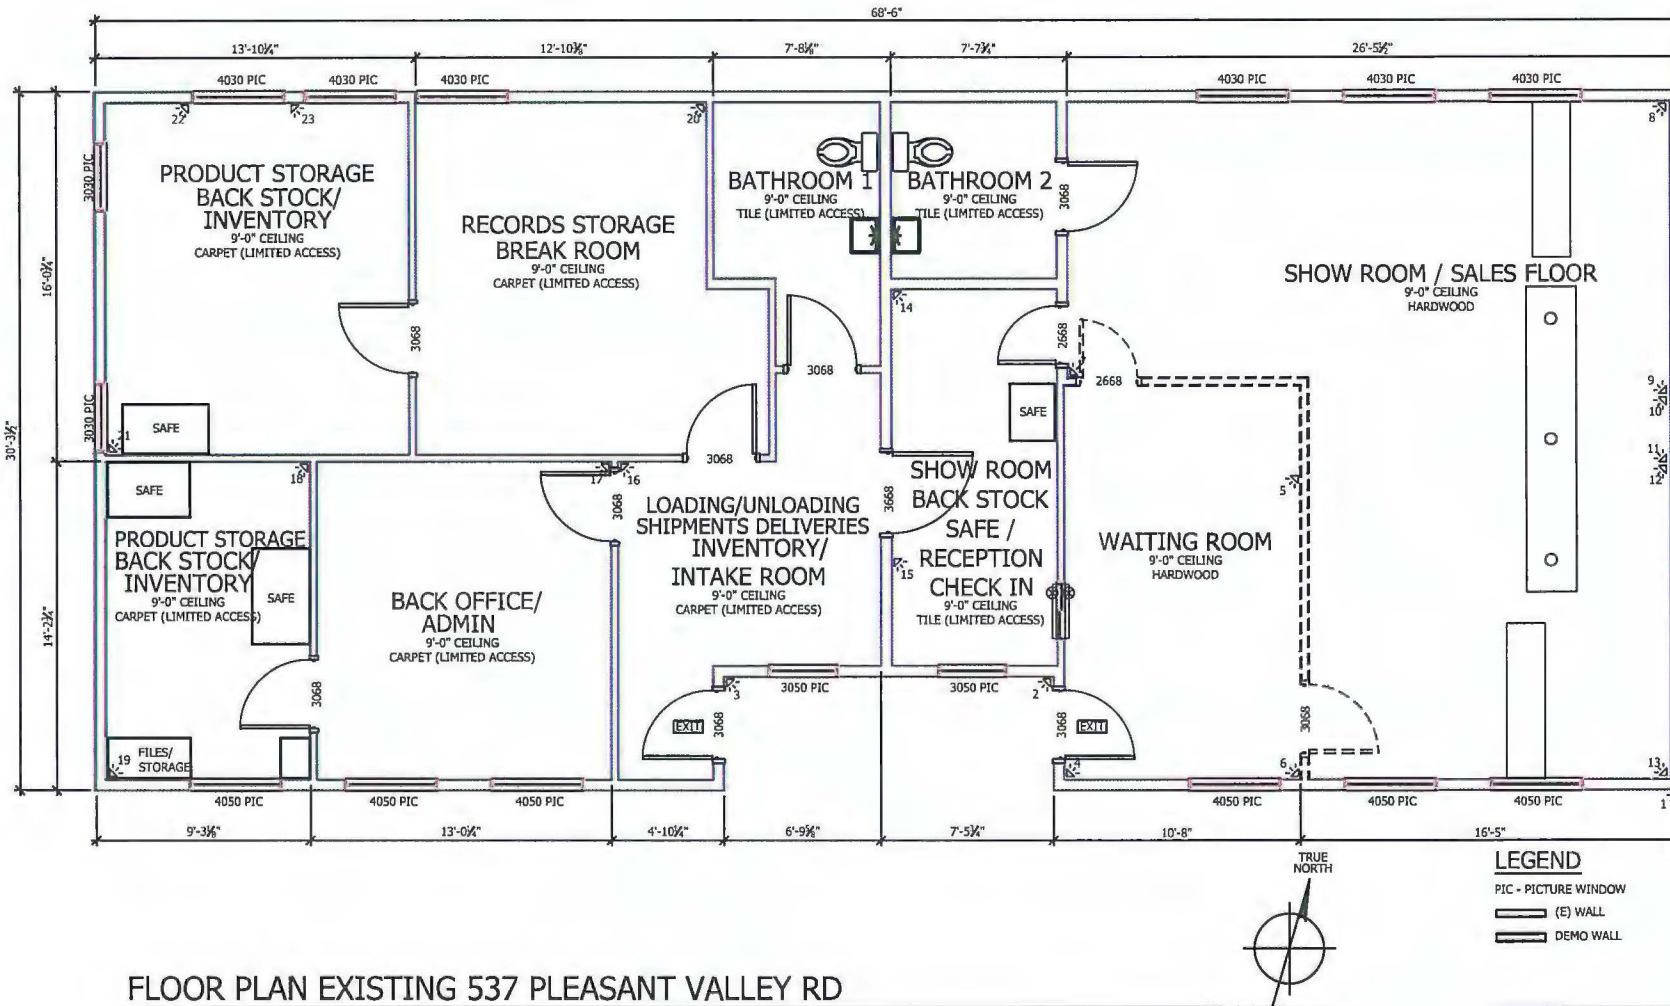 68'-6"
13'-10¼"
12'-10⅜"
7'-8⅛"
7'-7¾"
26'-5½"
4030 PIC
4030 PIC
4030 PIC
4030 PIC
4030 PIC
4030 PIC
22
23
20
8
3030 PIC
PRODUCT STORAGE
BACK STOCK/
INVENTORY
9'-0" CEILING
CARPET (LIMITED ACCESS)
RECORDS STORAGE
BREAK ROOM
9'-0" CEILING
CARPET (LIMITED ACCESS)
BATHROOM 1
9'-0" CEILING
TILE (LIMITED ACCESS)
BATHROOM 2
9'-0" CEILING
TILE (LIMITED ACCESS)
3068
SHOW ROOM / SALES FLOOR
9'-0" CEILING
HARDWOOD
16'-0¾"
14
3068
2668
3068
2668
9
10
30'-3½"
3030 PIC
SAFE
SAFE
3068
11
12
SAFE
18
17
16
3068
3668
5
SHOW ROOM
BACK STOCK
SAFE /
RECEPTION
CHECK IN
9'-0" CEILING
TILE (LIMITED ACCESS)
LOADING/UNLOADING
SHIPMENTS DELIVERIES
INVENTORY/
INTAKE ROOM
9'-0" CEILING
CARPET (LIMITED ACCESS)
WAITING ROOM
9'-0" CEILING
HARDWOOD
PRODUCT STORAGE
BACK STOCK/
INVENTORY
9'-0" CEILING
CARPET (LIMITED ACCESS)
SAFE
15
BACK OFFICE/
ADMIN
9'-0" CEILING
CARPET (LIMITED ACCESS)
14'-2¾"
3068
3
3050 PIC
3050 PIC
2
EXIT
3068
3068
EXIT
3068
FILES/
STORAGE
19
4
6
13
4050 PIC
4050 PIC
4050 PIC
4050 PIC
4050 PIC
4050 PIC
1
9'-3⅛"
13'-0¼"
4'-10¼"
6'-9⅛"
7'-5¼"
10'-8"
16'-5"
TRUE
NORTH
LEGEND
PIC - PICTURE WINDOW
(E) WALL
DEMO WALL
FLOOR PLAN EXISTING 537 PLEASANT VALLEY RD